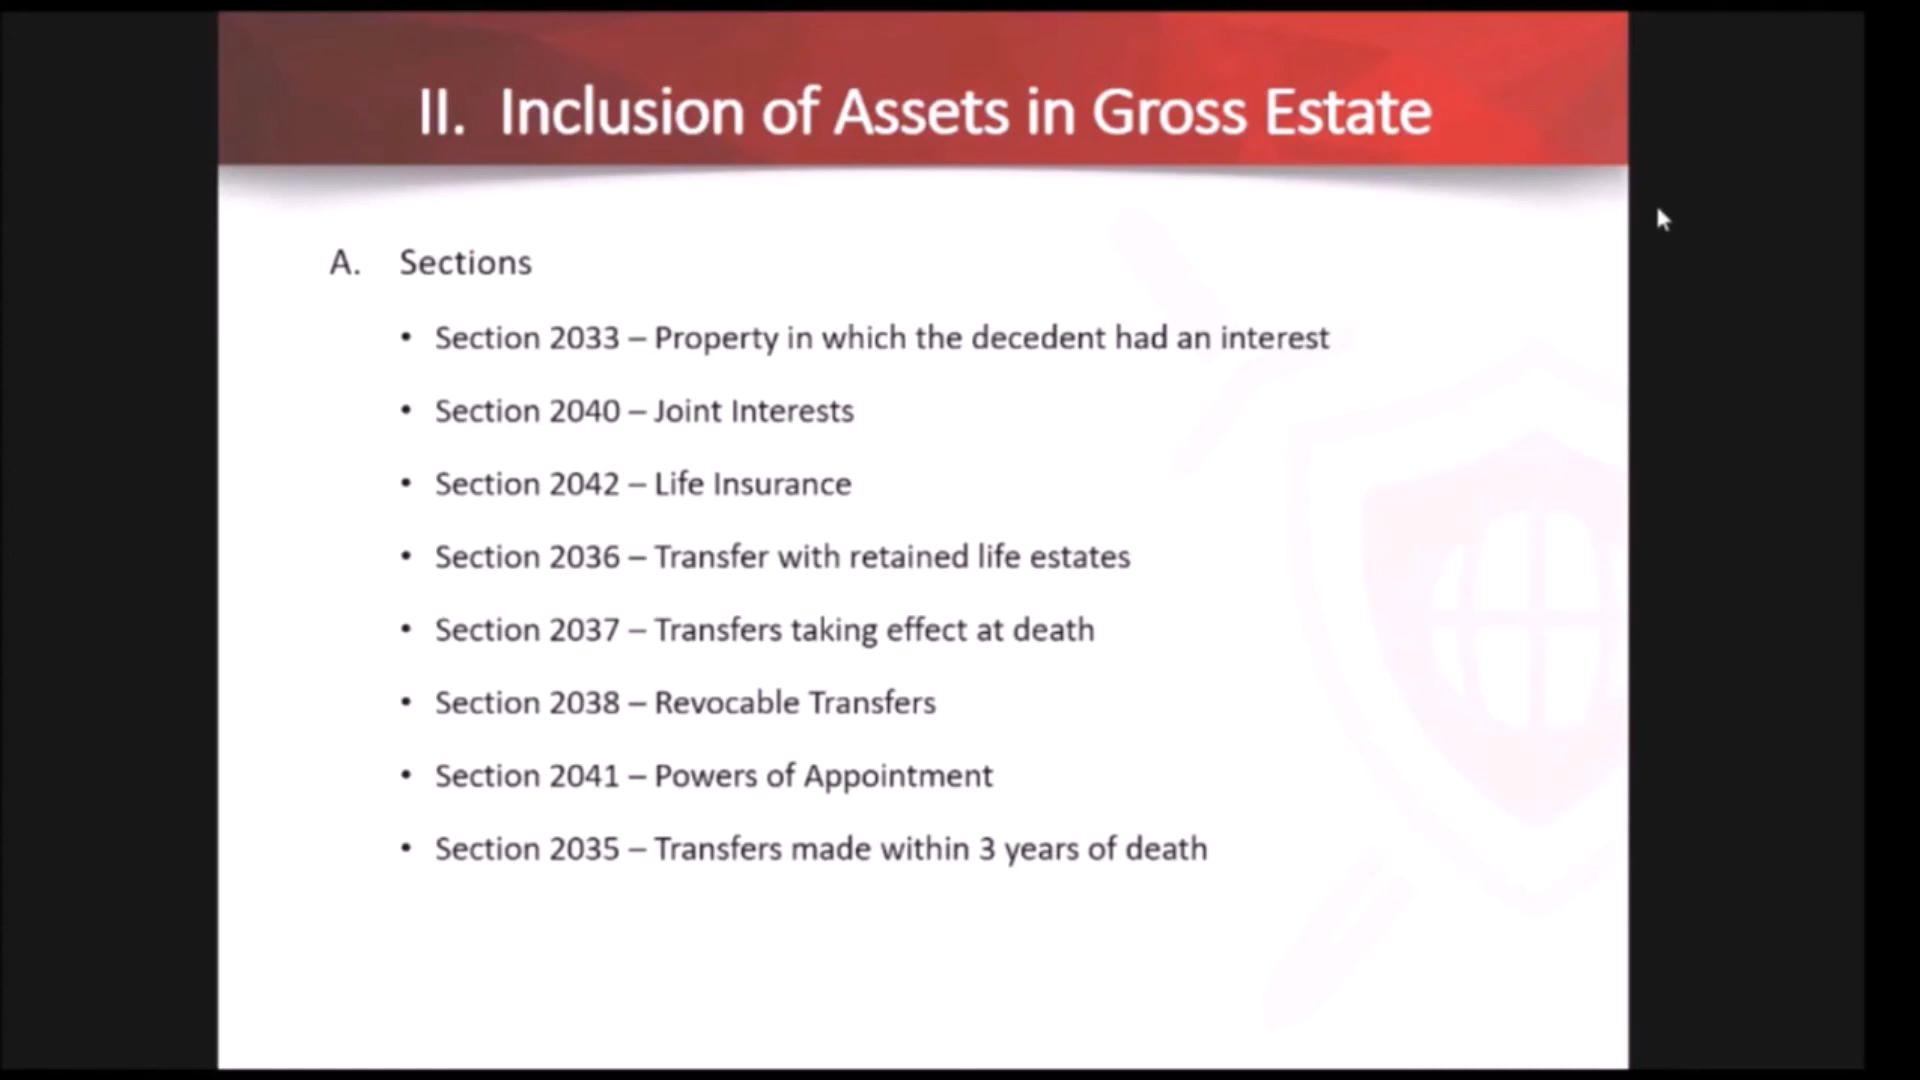 II. Inclusion of Assets in Gross Estate
A. Sections
• Section 2033 – Property in which the decedent had an interest
• Section 2040 – Joint Interests
• Section 2042 – Life Insurance
• Section 2036 – Transfer with retained life estates
• Section 2037 – Transfers taking effect at death
• Section 2038 – Revocable Transfers
• Section 2041 – Powers of Appointment
• Section 2035 – Transfers made within 3 years of death